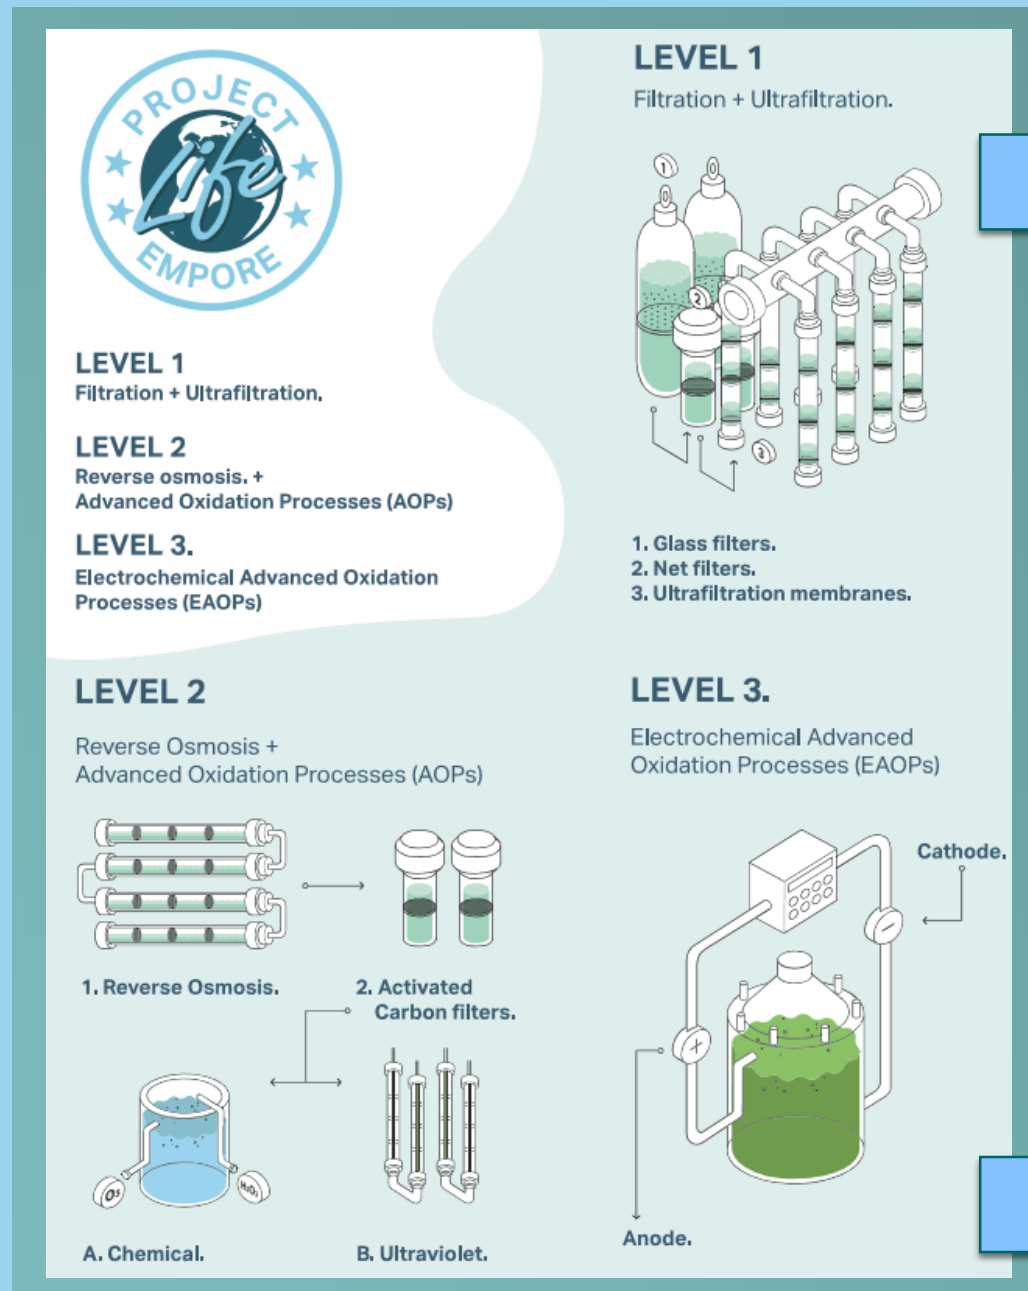 PROJECT
Life
EMPORE
LEVEL 1
Filtration + Ultrafiltration.
LEVEL 2
Reverse osmosis. +
Advanced Oxidation Processes (AOPs)
LEVEL 3.
Electrochemical Advanced Oxidation
Processes (EAOPs)
LEVEL 1
Filtration + Ultrafiltration.
1
2
3
1. Glass filters.
2. Net filters.
3. Ultrafiltration membranes.
LEVEL 2
Reverse Osmosis +
Advanced Oxidation Processes (AOPs)
1. Reverse Osmosis.
2. Activated
Carbon filters.
O3
H2O2
A. Chemical.
B. Ultraviolet.
LEVEL 3.
Electrochemical Advanced
Oxidation Processes (EAOPs)
Cathode.
−
+
Anode.